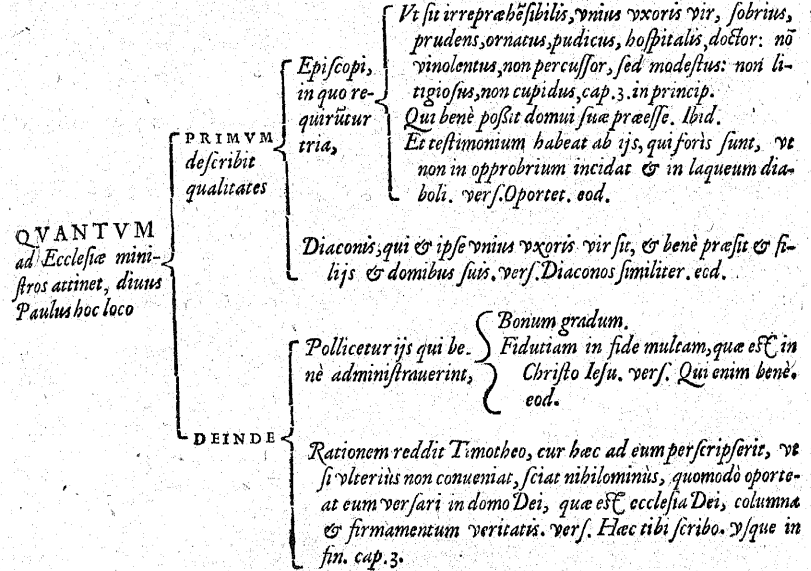 QVANTVM
ad Ecclesiæ mini-
stros attinet, diuus
Paulus hoc loco
PRIMVM
describit
qualitates
Episcopi,
in quo re-
quirũtur
tria,
Vt sit irrepræhẽsibilis, vnius vxoris vir, sobrius,
prudens, ornatus, pudicus, hospitalis, doctor: nõ
vinolentus, non percussor, sed modestus: non li-
tigiosus, non cupidus, cap. 3. in princip.
Qui benè poßit domui suæ præesse. Ibid.
Et testimonium habeat ab ijs, qui foris sunt, vt
non in opprobrium incidat & in laqueum dia-
boli. vers. Oportet. eod.
Diaconis, qui & ipse vnius vxoris vir sit, & benè præsit & fi-
lijs & domibus suis. vers. Diaconos similiter. eod.
DEINDE
Pollicetur ijs qui be-
nè administrauerint,
Bonum gradum.
Fidutiam in fide multam, quæ est in
Christo Iesu. vers. Qui enim benè.
eod.
Rationem reddit Timotheo, cur hæc ad eum perscripserit, vt
si vlteriùs non conueniat, sciat nihilominùs, quomodò oporte-
at eum versari in domo Dei, quæ est ecclesia Dei, columna
& firmamentum veritatis. vers. Hæc tibi scribo. vsque in
fin. cap. 3.